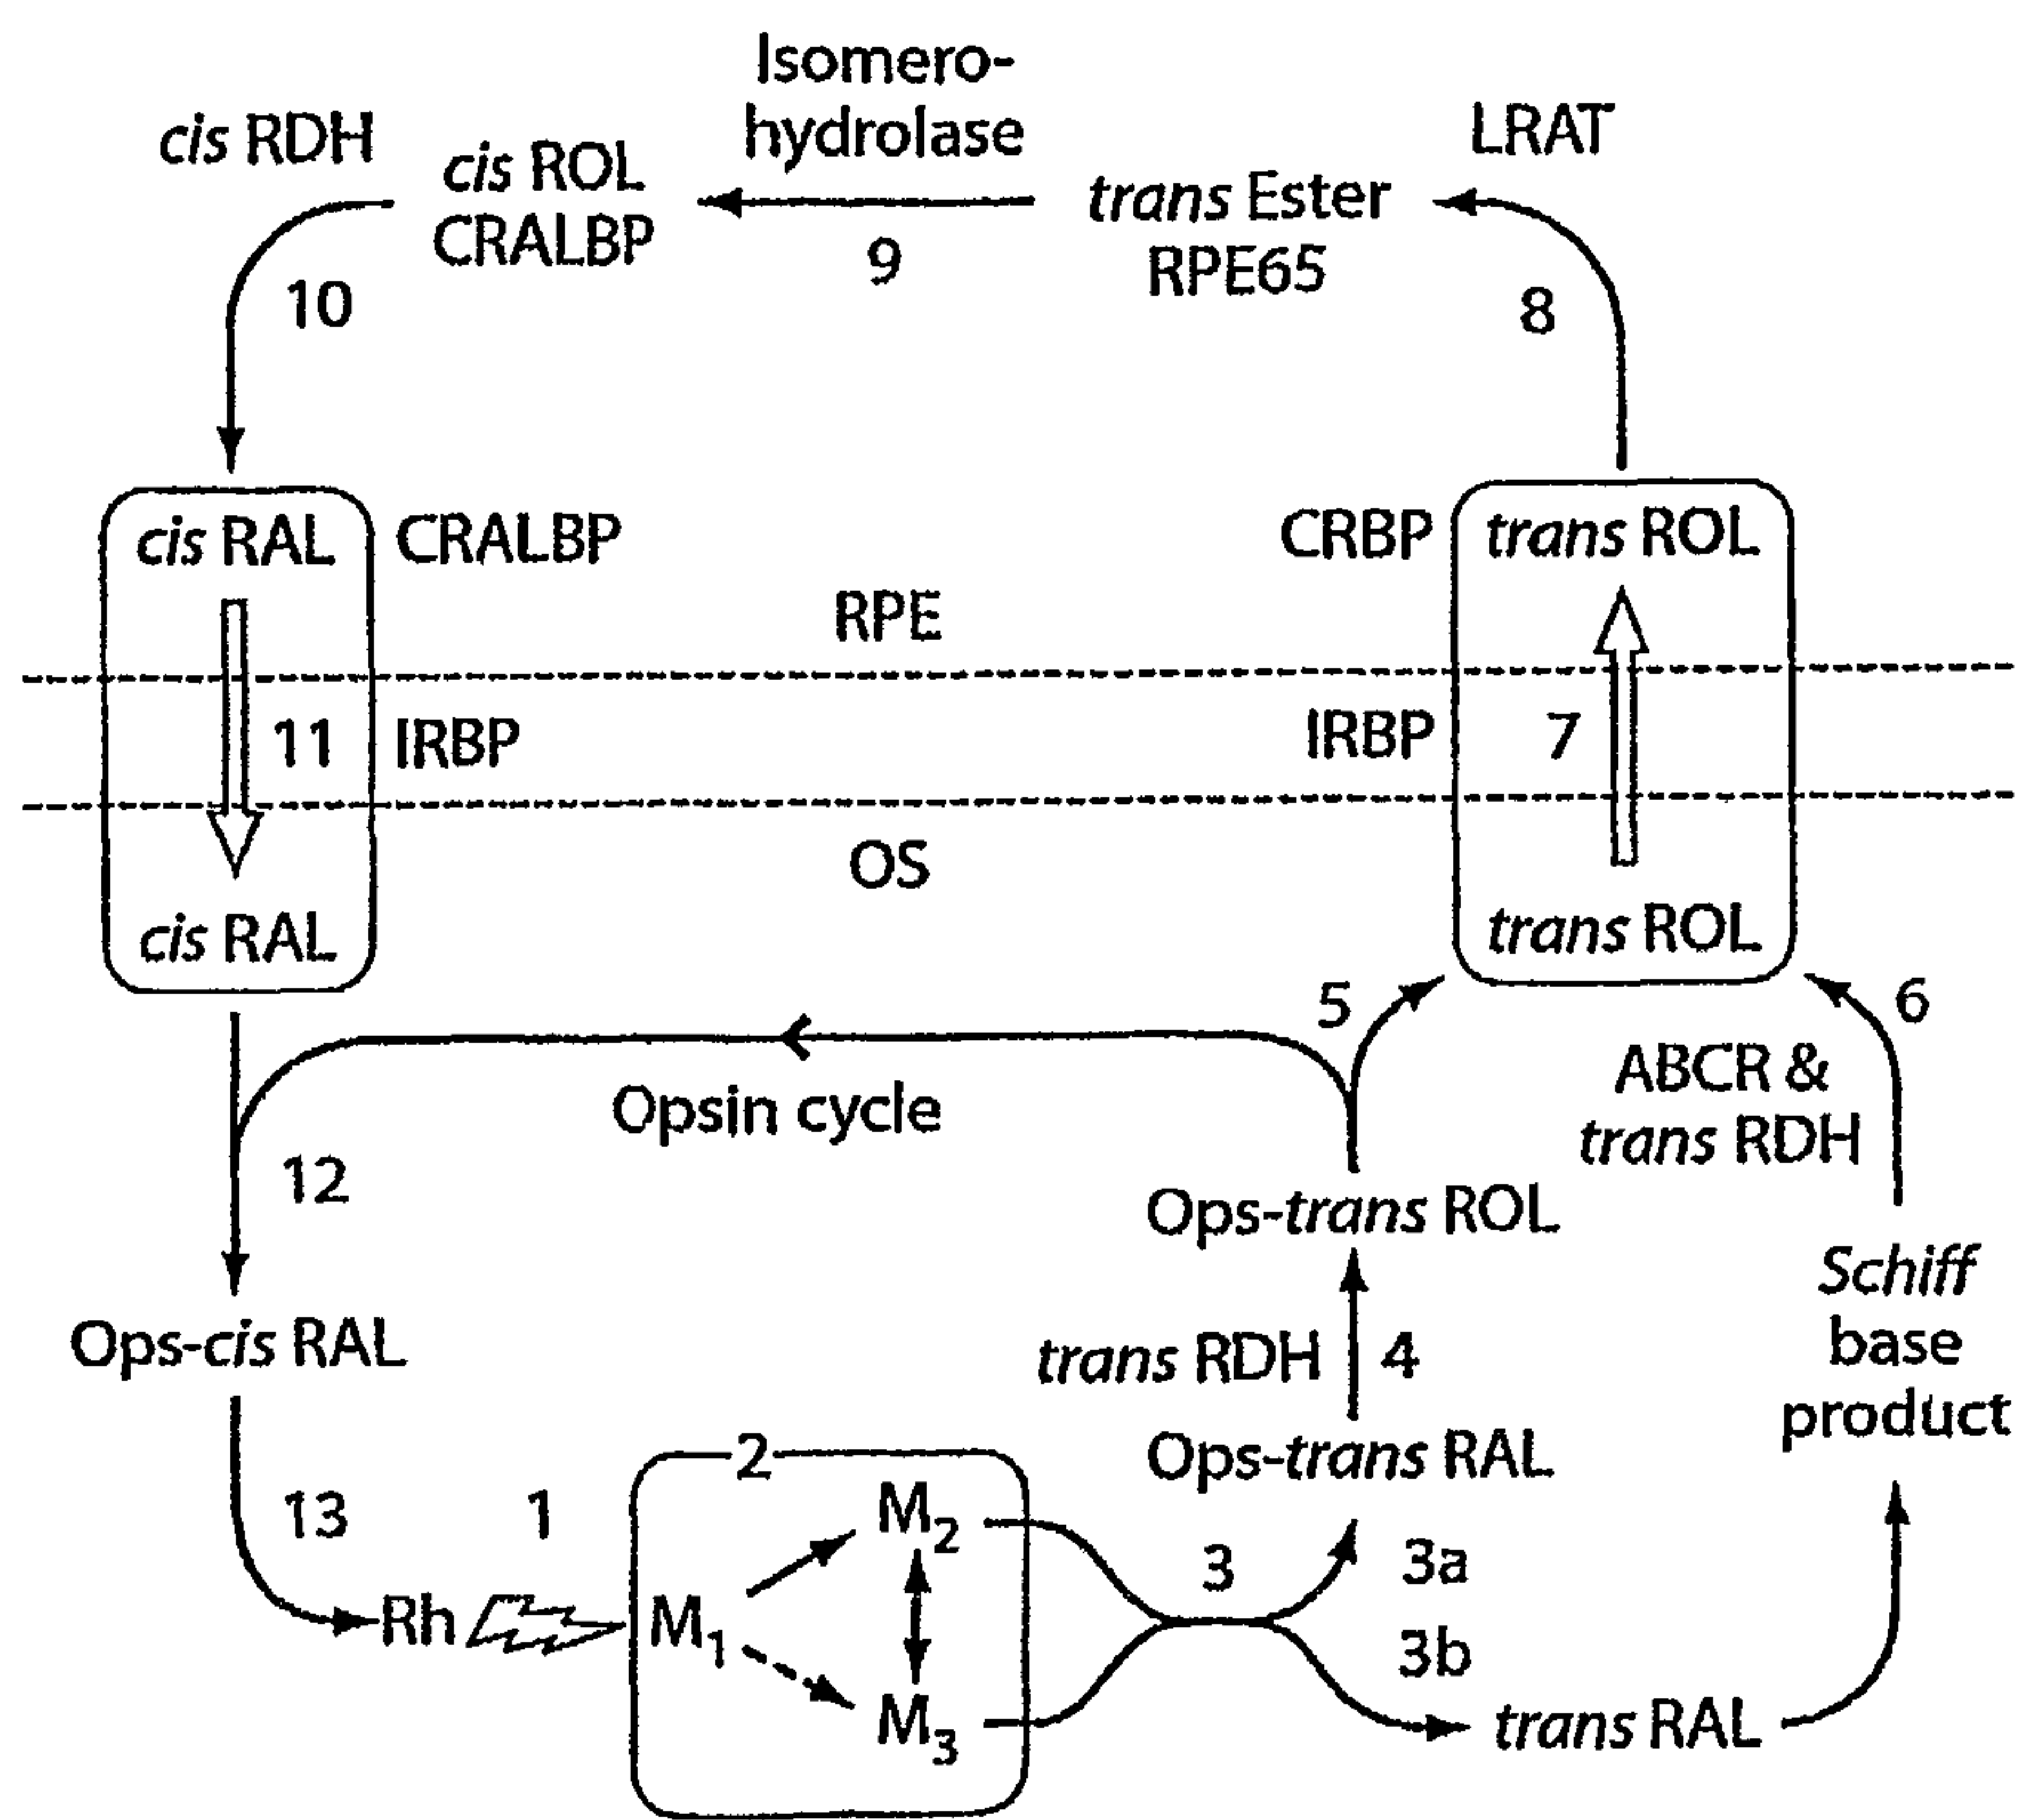 Isomero-
hydrolase
cis RDH
cis ROL
CRALBP
9
trans Ester
RPE65
LRAT
8
10
cis RAL
CRALBP
RPE
CRBP
trans ROL
11
IRBP
IRBP
7
OS
cis RAL
trans ROL
5
6
Opsin cycle
ABCR &
trans RDH
12
Ops-trans ROL
Schiff
base
product
Ops-cis RAL
trans RDH
4
Ops-trans RAL
13
1
2
M2
3
3a
Rh
M1
3b
M3
trans RAL